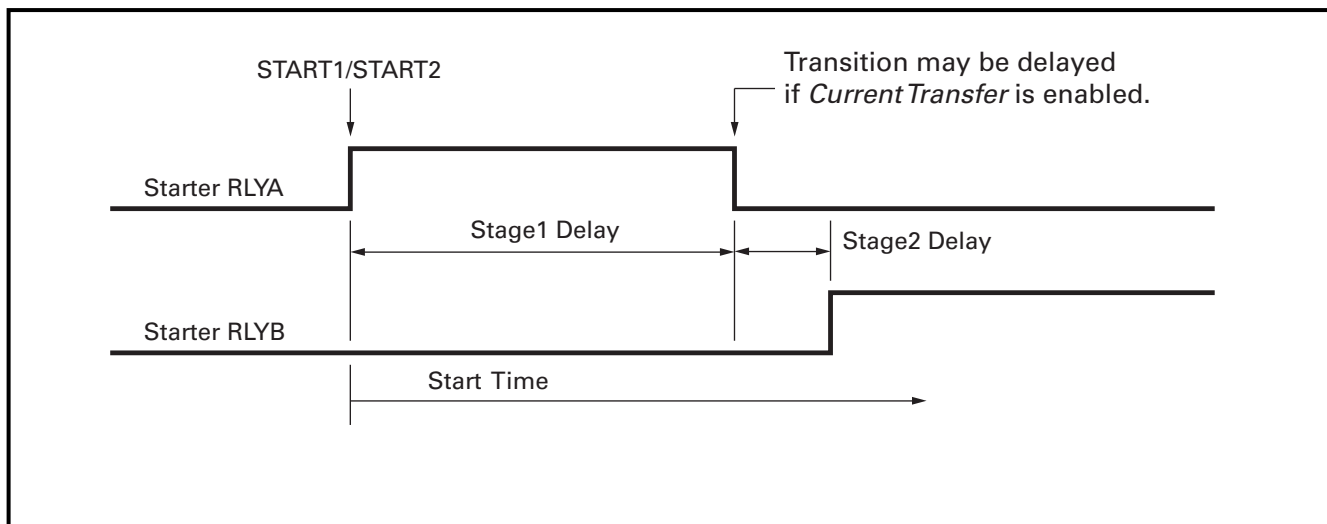 START1/START2
Transition may be delayed
if Current Transfer is enabled.
Starter RLYA
Stage1 Delay
Stage2 Delay
Starter RLYB
Start Time